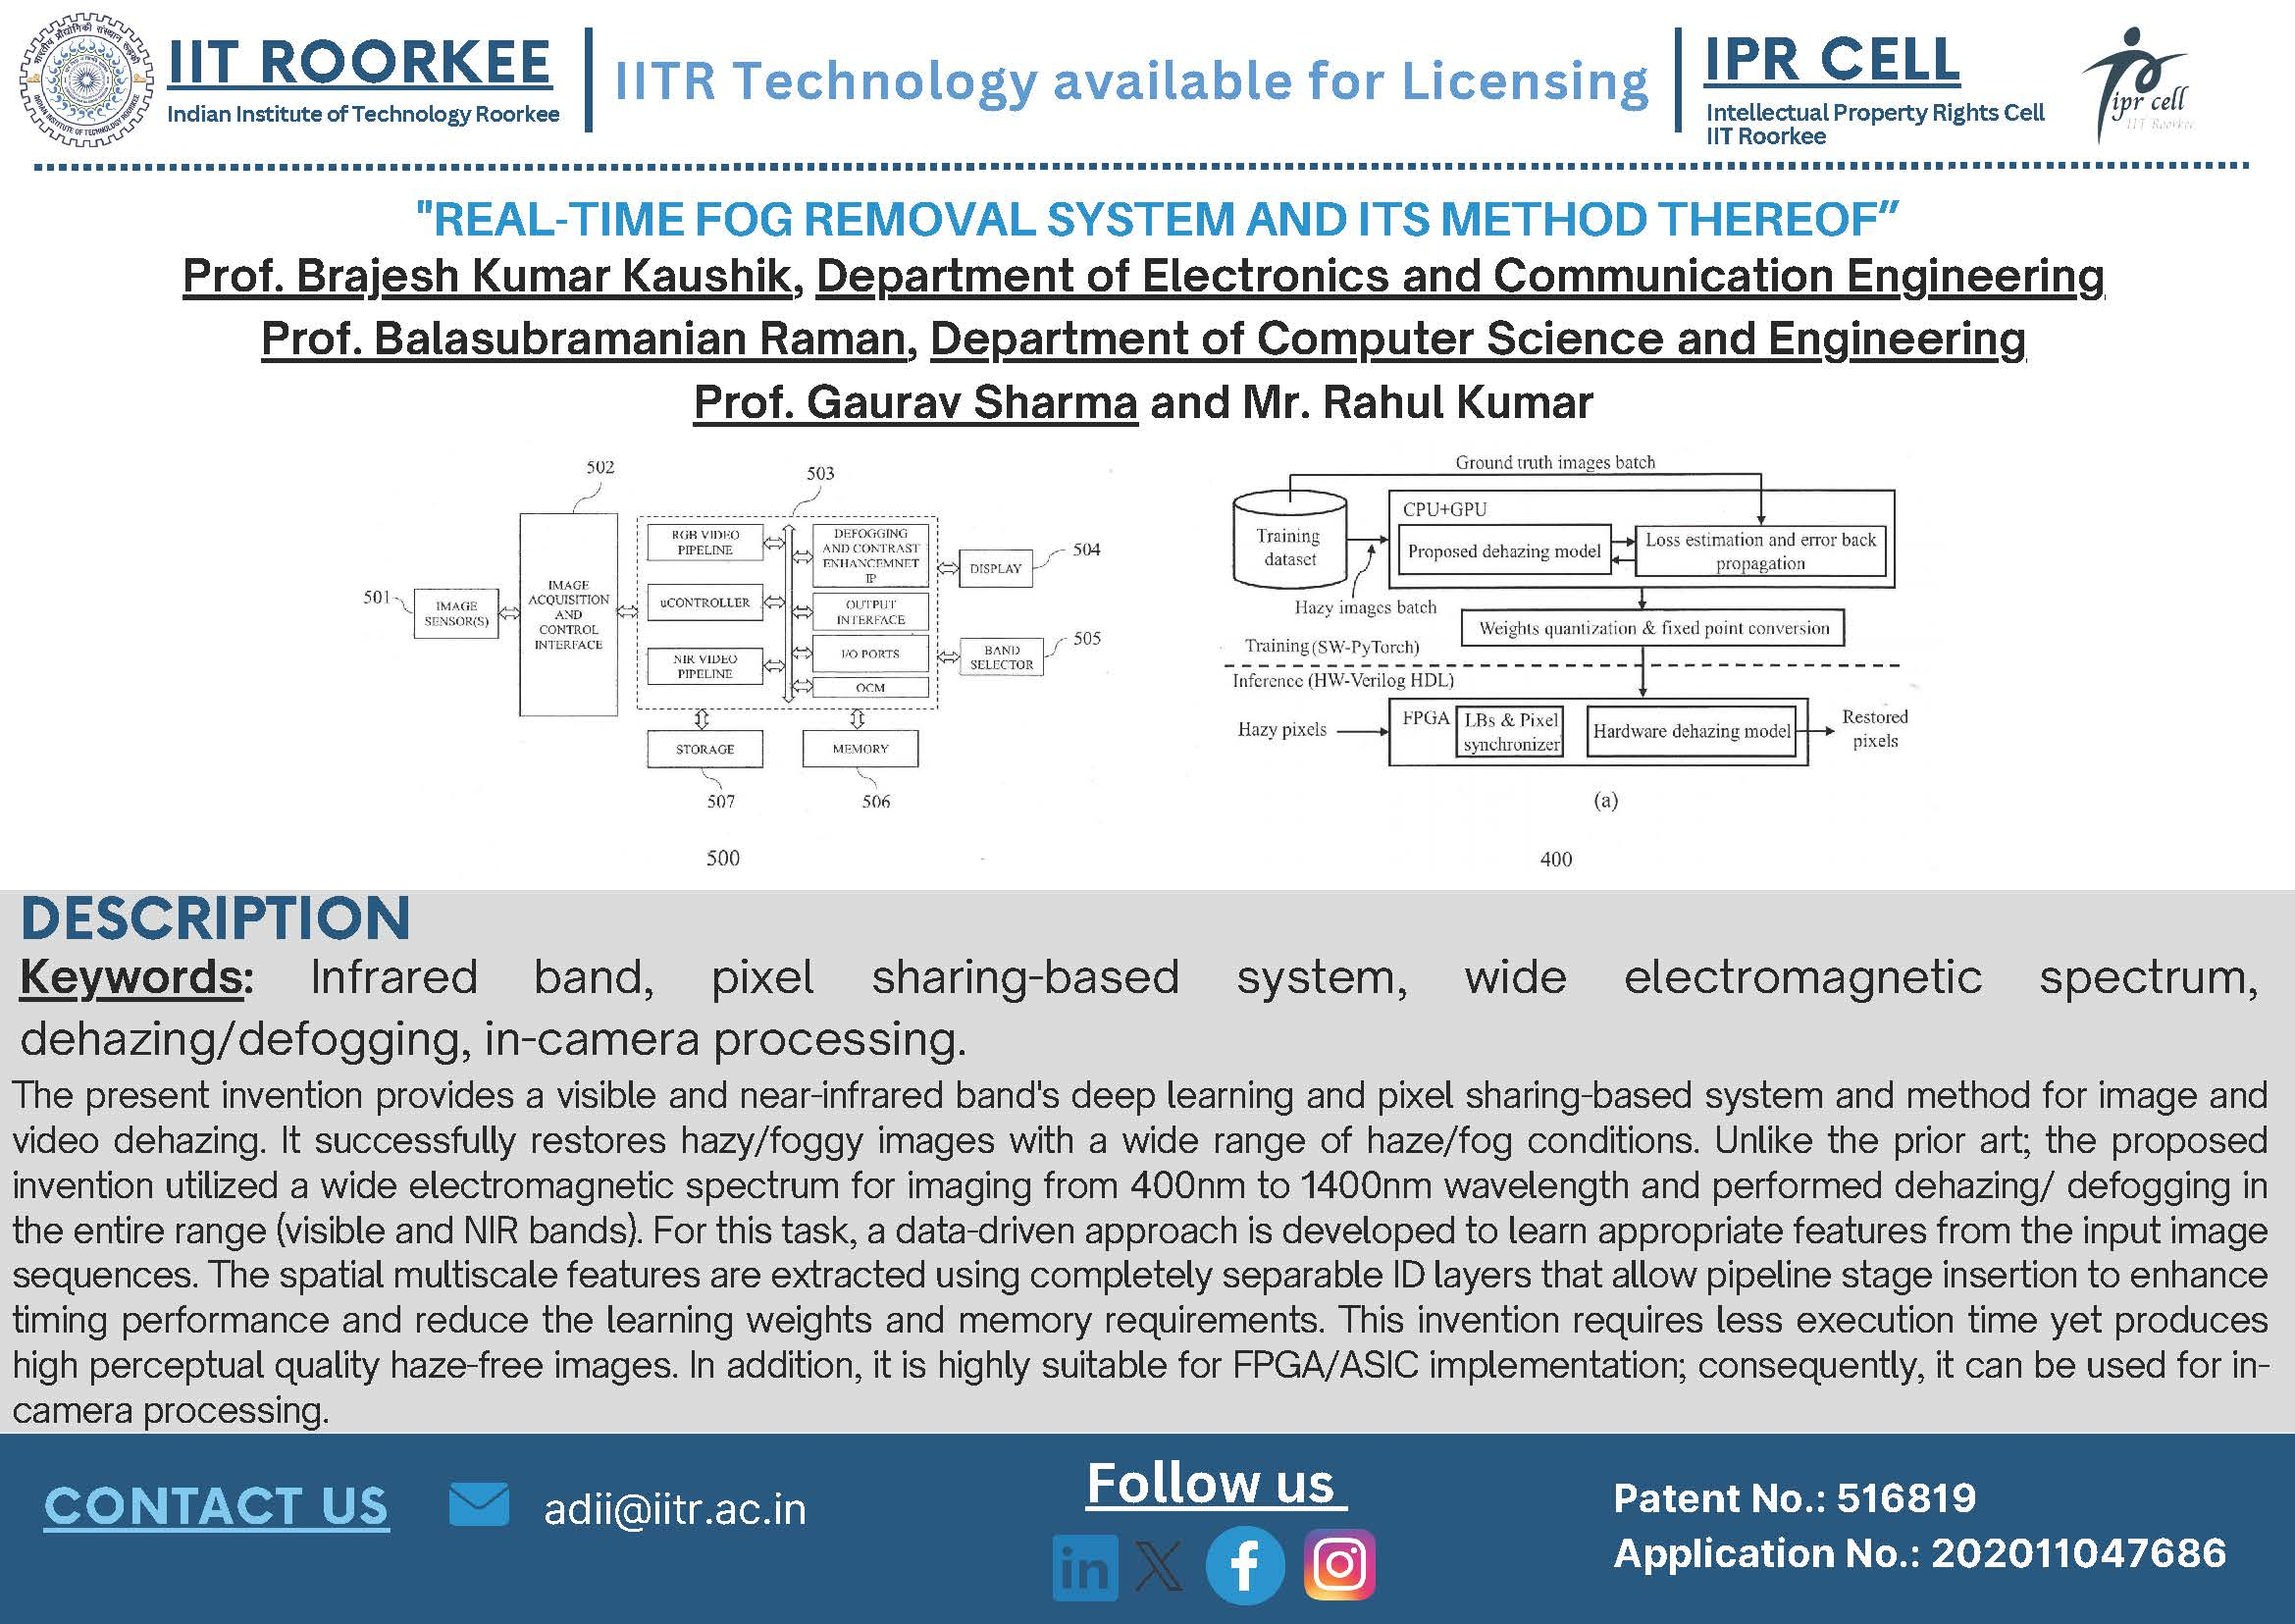 IIT ROORKEE
Indian Institute of Technology Roorkee
IITR Technology available for Licensing
IPR CELL
Intellectual Property Rights Cell
IIT Roorkee
ipr cell
IIT Roorkee
"REAL-TIME FOG REMOVAL SYSTEM AND ITS METHOD THEREOF”
Prof. Brajesh Kumar Kaushik, Department of Electronics and Communication Engineering
Prof. Balasubramanian Raman, Department of Computer Science and Engineering
Prof. Gaurav Sharma and Mr. Rahul Kumar
502
503
501
IMAGE
SENSOR(S)
IMAGE
ACQUISITION
AND
CONTROL
INTERFACE
RGB VIDEO
PIPELINE
uCONTROLLER
NIR VIDEO
PIPELINE
DEFOGGING
AND CONTRAST
ENHANCEMNET
IP
OUTPUT
INTERFACE
I/O PORTS
OCM
504
DISPLAY
505
BAND
SELECTOR
STORAGE
MEMORY
507
506
500
Ground truth images batch
Training
dataset
CPU+GPU
Proposed dehazing model
Loss estimation and error back
propagation
Hazy images batch
Weights quantization & fixed point conversion
Training (SW-PyTorch)
Inference (HW-Verilog HDL)
Hazy pixels
FPGA
LBs & Pixel
synchronizer
Hardware dehazing model
Restored
pixels
(a)
400
DESCRIPTION
Keywords: Infrared band, pixel sharing-based system, wide electromagnetic spectrum,
dehazing/defogging, in-camera processing.
The present invention provides a visible and near-infrared band's deep learning and pixel sharing-based system and method for image and
video dehazing. It successfully restores hazy/foggy images with a wide range of haze/fog conditions. Unlike the prior art; the proposed
invention utilized a wide electromagnetic spectrum for imaging from 400nm to 1400nm wavelength and performed dehazing/ defogging in
the entire range (visible and NIR bands). For this task, a data-driven approach is developed to learn appropriate features from the input image
sequences. The spatial multiscale features are extracted using completely separable ID layers that allow pipeline stage insertion to enhance
timing performance and reduce the learning weights and memory requirements. This invention requires less execution time yet produces
high perceptual quality haze-free images. In addition, it is highly suitable for FPGA/ASIC implementation; consequently, it can be used for in-
camera processing.
CONTACT US
adii@iitr.ac.in
Follow us
Patent No.: 516819
Application No.: 202011047686